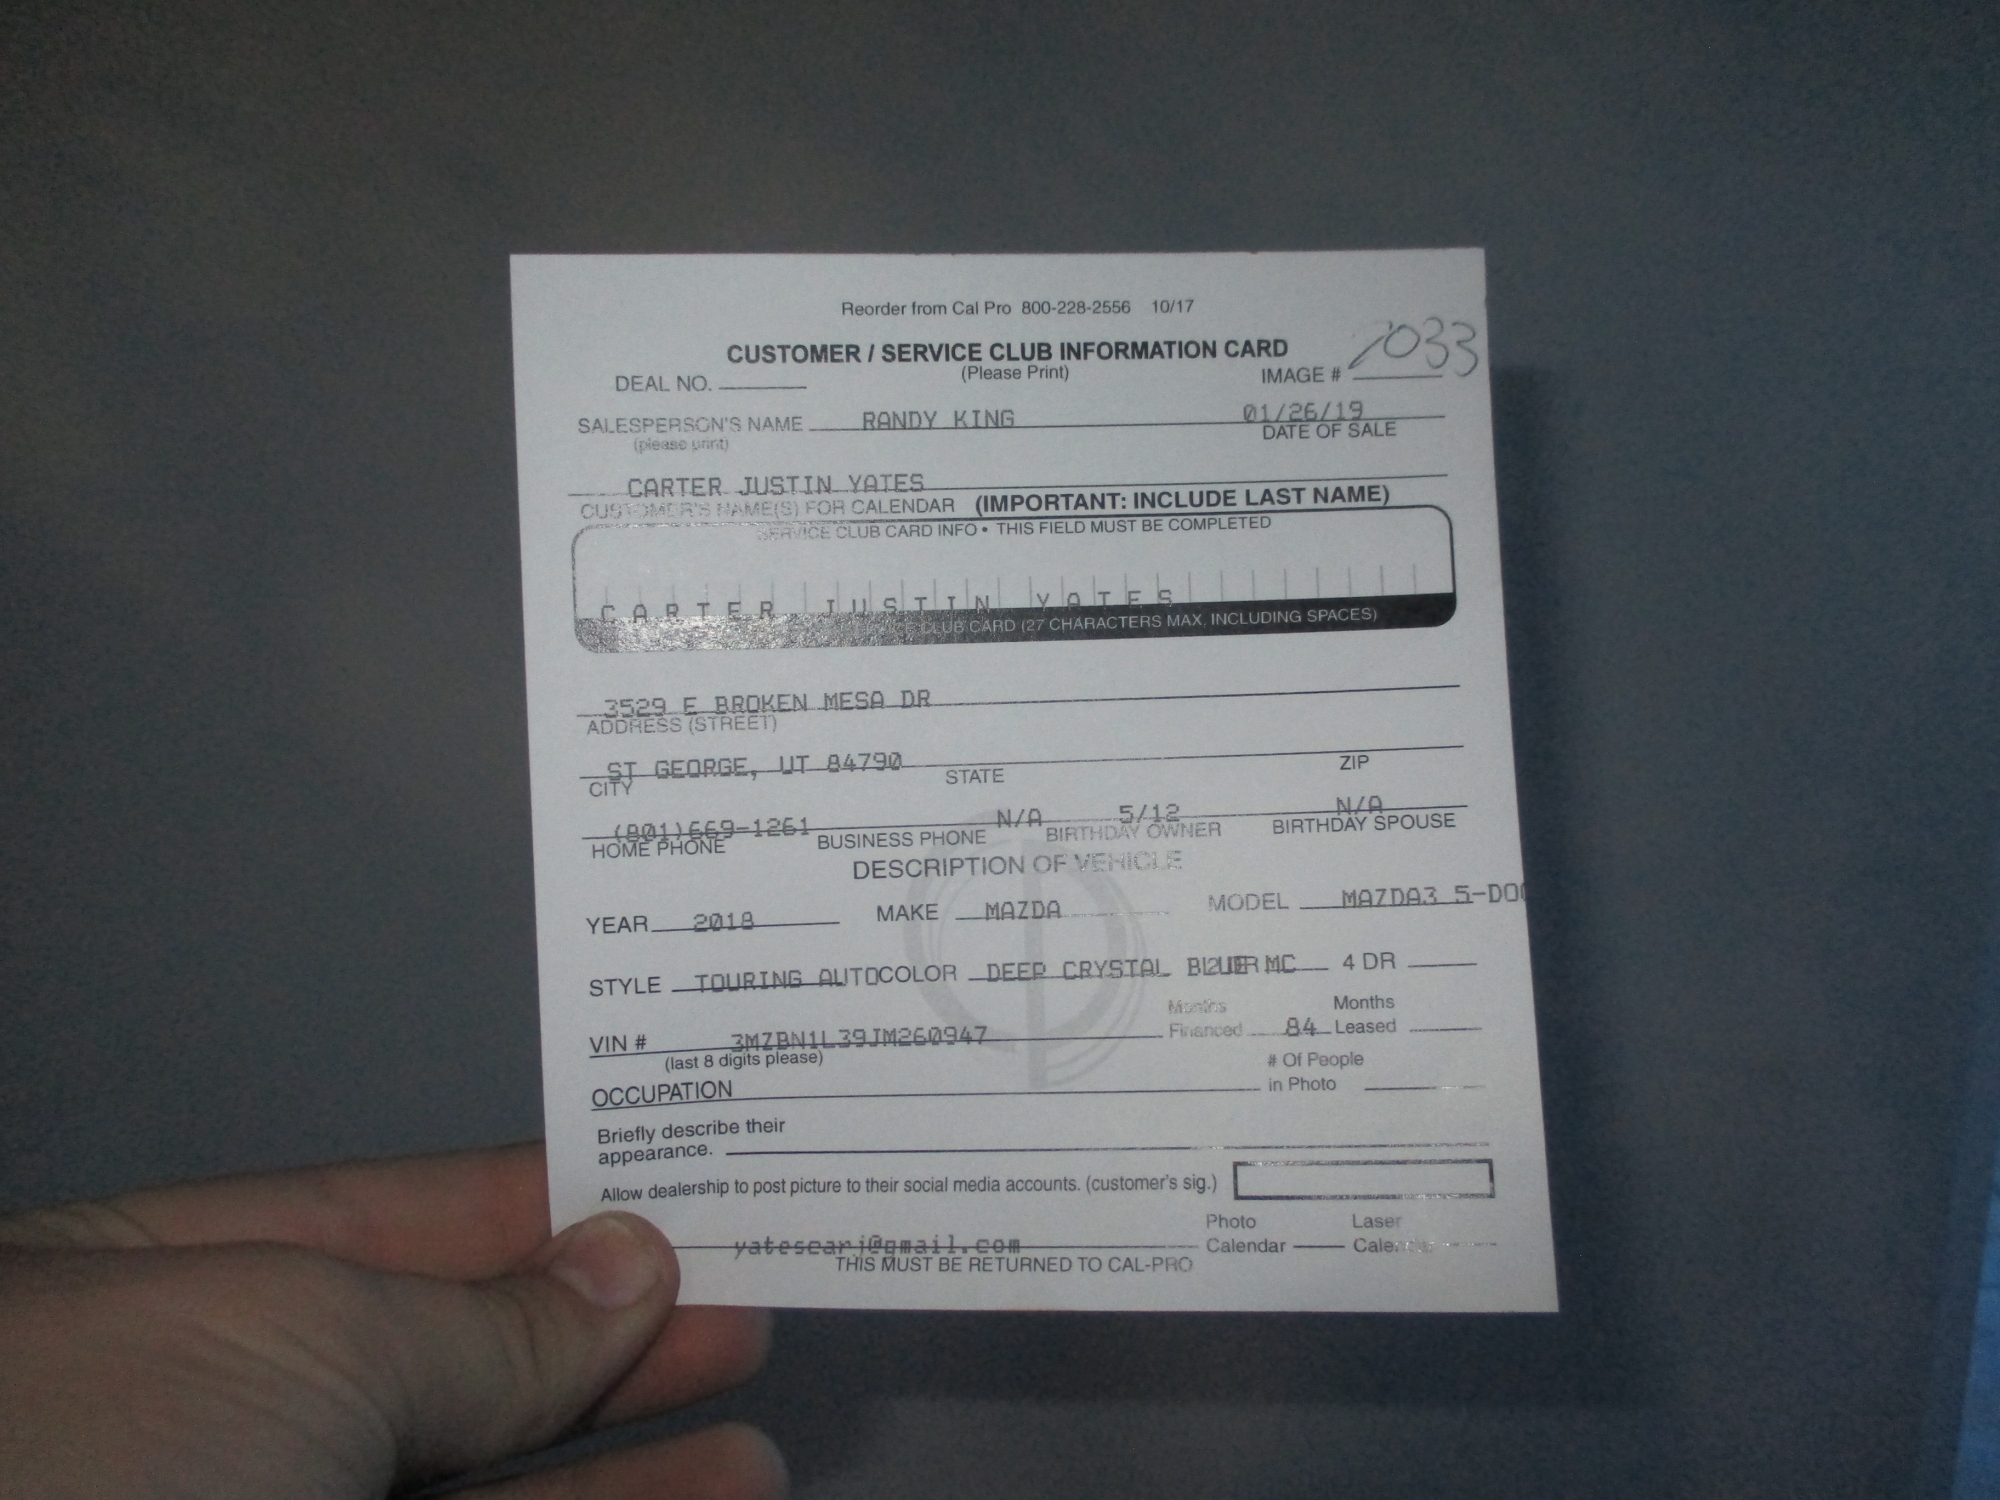 Reorder from Cal Pro 800-228-2556 10/17
CUSTOMER / SERVICE CLUB INFORMATION CARD
(Please Print)
DEAL NO. IMAGE # 7033
SALESPERSON'S NAME RANDY KING 01/26/19
(please print) DATE OF SALE
CARTER JUSTIN YATES
CUSTOMER'S NAME(S) FOR CALENDAR (IMPORTANT: INCLUDE LAST NAME)
SERVICE CLUB CARD INFO • THIS FIELD MUST BE COMPLETED
CARTER JUSTIN YATES
CLUB CARD (27 CHARACTERS MAX. INCLUDING SPACES)
3529 E BROKEN MESA DR
ADDRESS (STREET)
ST GEORGE, UT 84790
CITY STATE ZIP
(801)669-1261 N/A 5/12 N/A
HOME PHONE BUSINESS PHONE BIRTHDAY OWNER BIRTHDAY SPOUSE
DESCRIPTION OF VEHICLE
YEAR 2018 MAKE MAZDA MODEL MAZDA3 5-DOO
STYLE TOURING AUTO COLOR DEEP CRYSTAL 4 DR
VIN # 3MZBN1L39JM260947 Months Financed 84 Months Leased
(last 8 digits please)
OCCUPATION # Of People in Photo
Briefly describe their
appearance.
Allow dealership to post picture to their social media accounts. (customer's sig.)
yatescarj@gmail.com Photo Calendar Laser Calendar
THIS MUST BE RETURNED TO CAL-PRO